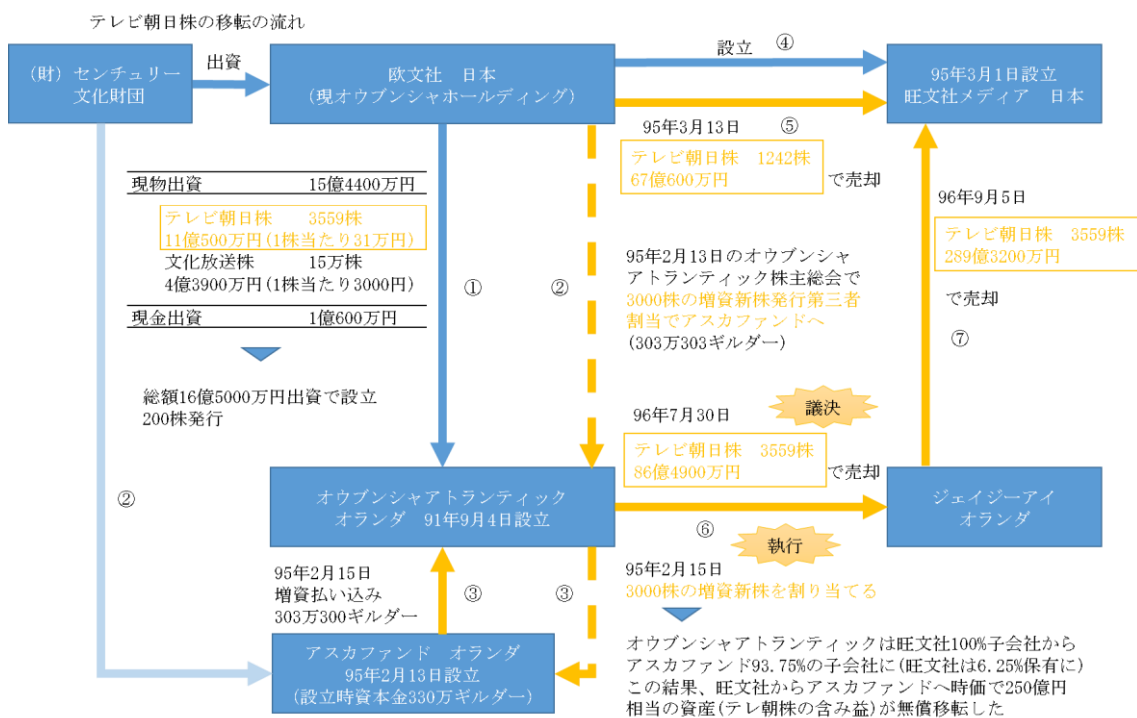 テレビ朝日株の移転の流れ
(財)センチュリー
文化財団
出資
欧文社 日本
(現オウブンシャホールディング)
設立 ④
95年3月1日設立
旺文社メディア 日本
95年3月13日 ⑤
テレビ朝日株 1242株
67億600万円
で売却
現物出資 15億4400万円
テレビ朝日株 3559株
11億500万円(1株当たり31万円)
文化放送株 15万株
4億3900万円(1株当たり3000円)
現金出資 1億600万円
総額16億5000万円出資で設立
200株発行
①
②
95年2月13日のオウブンシャ
アトランティック株主総会で
3000株の増資新株発行第三者
割当でアスカファンドへ
(303万303ギルダー)
96年9月5日
テレビ朝日株 3559株
289億3200万円
で売却
⑦
議決
96年7月30日
テレビ朝日株 3559株
86億4900万円
で売却
②
オウブンシャアトランティック
オランダ 91年9月4日設立
⑥
ジェイジーアイ
オランダ
執行
95年2月15日
増資払い込み
303万300ギルダー
③
③
95年2月15日
3000株の増資新株を割り当てる
アスカファンド オランダ
95年2月13日設立
(設立時資本金330万ギルダー)
オウブンシャアトランティックは旺文社100%子会社から
アスカファンド93.75%の子会社に(旺文社は6.25%保有に)
この結果、旺文社からアスカファンドへ時価で250億円
相当の資産(テレ朝株の含み益)が無償移転した